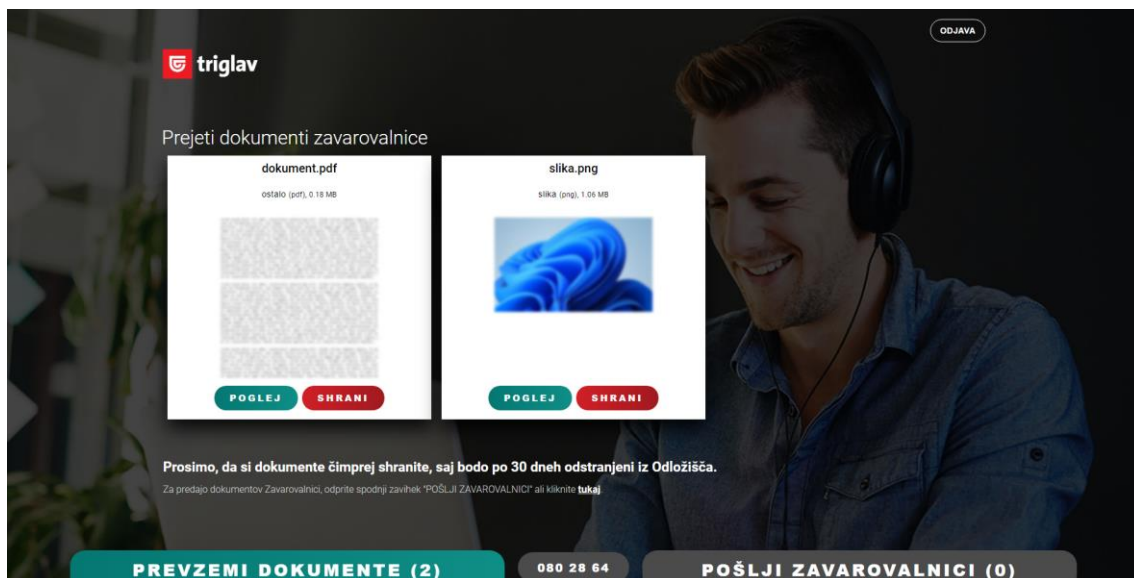 ODJAVA
triglav
Prejeti dokumenti zavarovalnice
dokument.pdf
ostalo (pdf), 0.18 MB
POGLEJ SHRANI
slika.png
slika (png), 1.06 MB
POGLEJ SHRANI
Prosimo, da si dokumente čimprej shranite, saj bodo po 30 dneh odstranjeni iz Odložišča.
Za predajo dokumentov Zavarovalnici, odprite spodnji zavihek "POŠLJI ZAVAROVALNICI" ali kliknite tukaj.
PREVZEMI DOKUMENTE (2)
080 28 64
POŠLJI ZAVAROVALNICI (0)